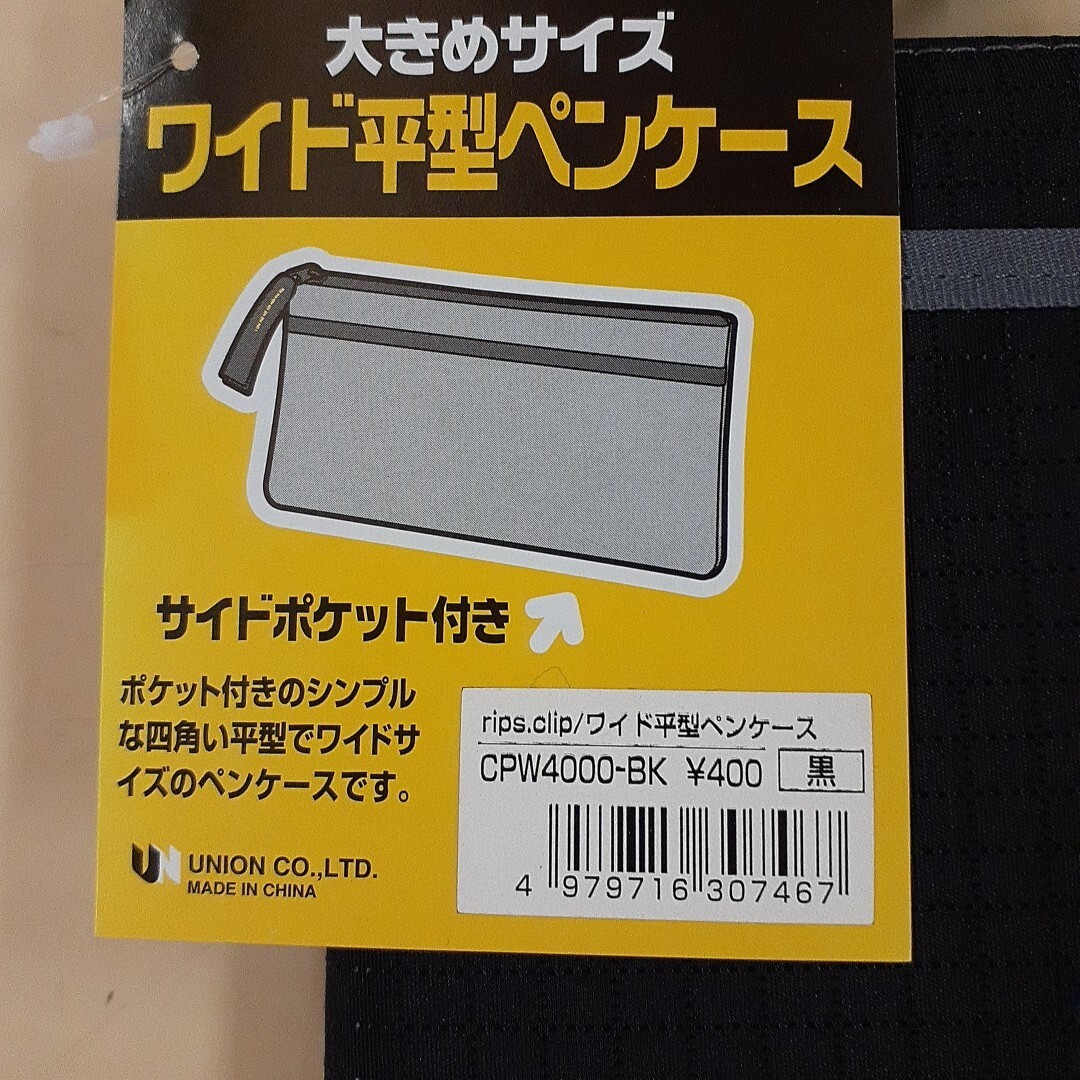 大きめサイズ
ワイド平型ペンケース
サイドポケット付き
ポケット付きのシンプル
な四角い平型でワイドサ
イズのペンケースです。
UN UNION CO.,LTD.
MADE IN CHINA
rips.clip/ワイド平型ペンケース
CPW4000-BK ¥400 黒
4 979716 307467